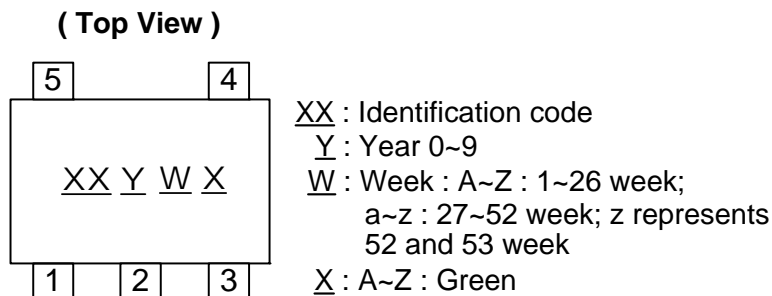 ( Top View )
5 4
XX Y W X
1 2 3
XX : Identification code
Y : Year 0~9
W : Week : A~Z : 1~26 week;
a~z : 27~52 week; z represents
52 and 53 week
X : A~Z : Green